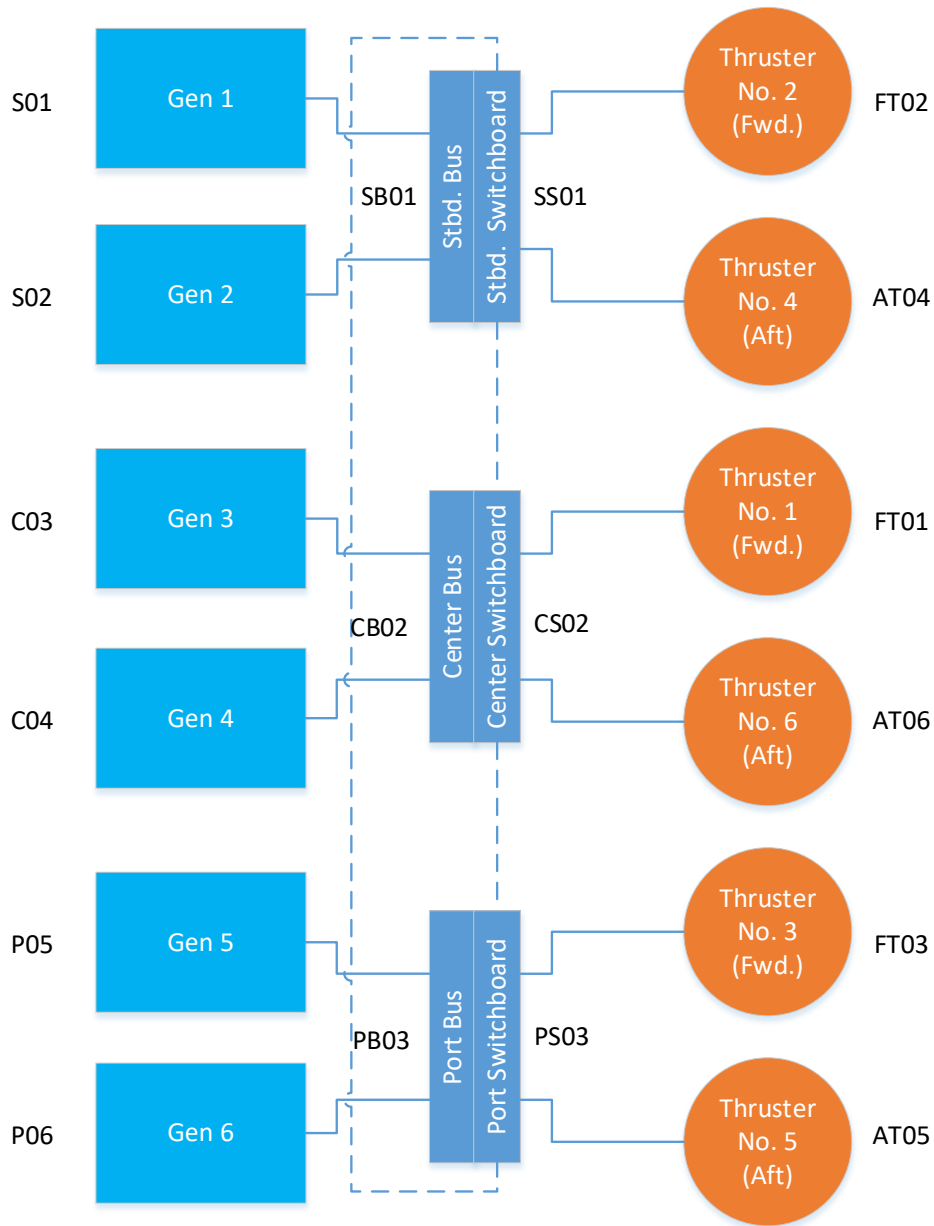 S01
Gen 1
SB01
Stbd. Bus
Stbd. Switchboard
SS01
Thruster
No. 2
(Fwd.)
FT02
S02
Gen 2
Thruster
No. 4
(Aft)
AT04
C03
Gen 3
CB02
Center Bus
Center Switchboard
CS02
Thruster
No. 1
(Fwd.)
FT01
C04
Gen 4
Thruster
No. 6
(Aft)
AT06
P05
Gen 5
PB03
Port Bus
Port Switchboard
PS03
Thruster
No. 3
(Fwd.)
FT03
P06
Gen 6
Thruster
No. 5
(Aft)
AT05